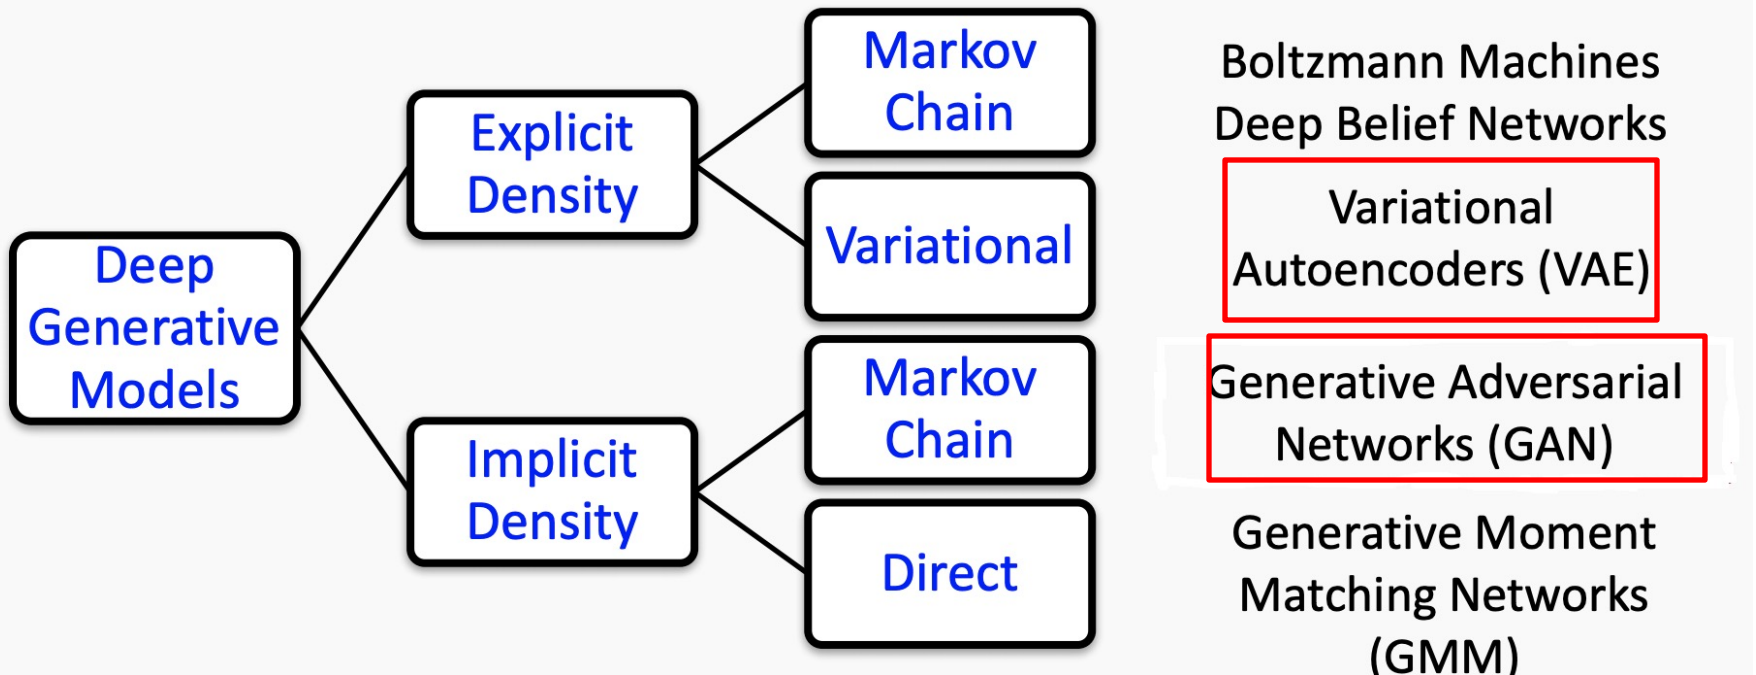 Deep
Generative
Models
Explicit
Density
Implicit
Density
Markov
Chain
Variational
Markov
Chain
Direct
Boltzmann Machines
Deep Belief Networks
Variational
Autoencoders (VAE)
Generative Adversarial
Networks (GAN)
Generative Moment
Matching Networks
(GMM)